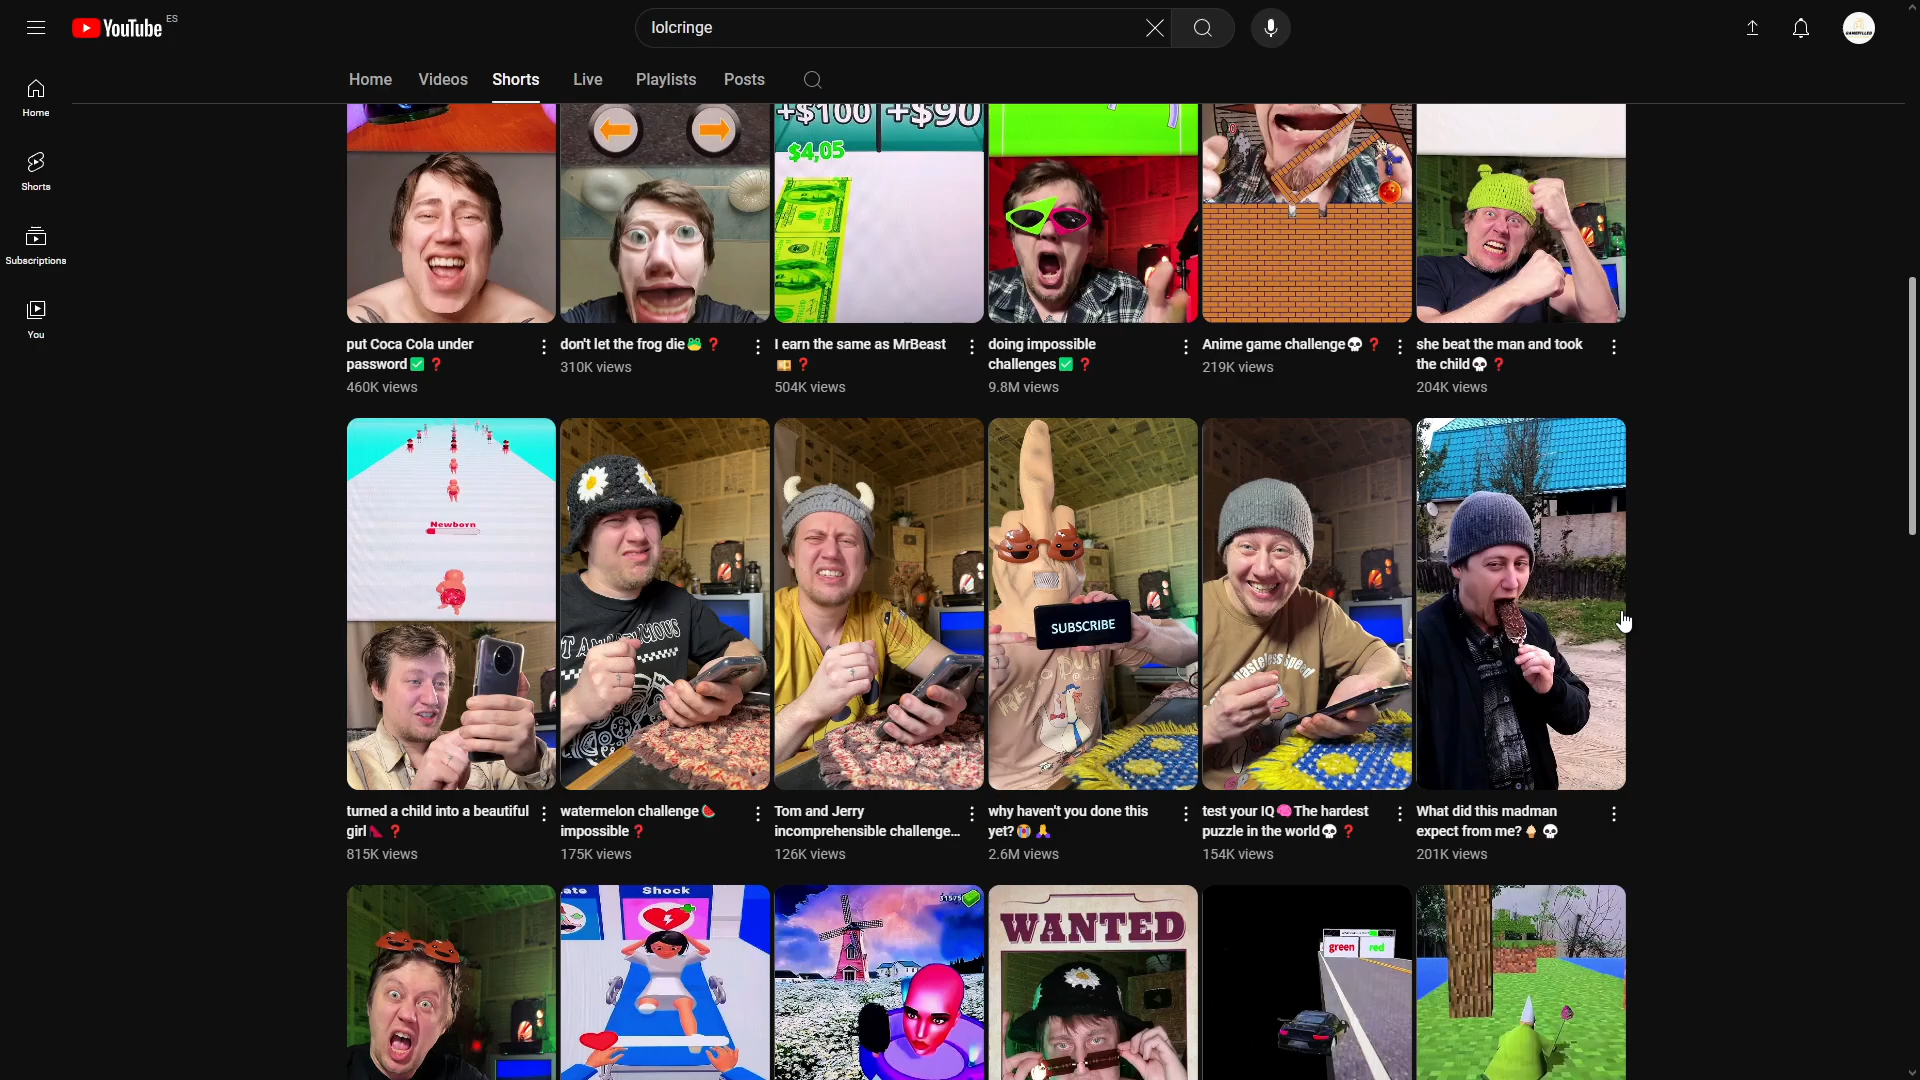 YouTube ES
lolcringe
Home
Videos
Shorts
Live
Playlists
Posts
Home
Shorts
Subscriptions
You
+$100
+$90
$4,05
put Coca Cola under
password✅❓
460K views
don't let the frog die🐸❓
310K views
I earn the same as MrBeast
💴❓
504K views
doing impossible
challenges✅❓
9.8M views
Anime game challenge💀❓
219K views
she beat the man and took
the child💀❓
204K views
Newborn
SUBSCRIBE
tasteless speed
turned a child into a beautiful
girl👠❓
815K views
watermelon challenge🍉
impossible❓
175K views
Tom and Jerry
incomprehensible challenge...
126K views
why haven't you done this
yet?
2.6M views
test your IQ🧠The hardest
puzzle in the world💀❓
154K views
What did this madman
expect from me?🍦💀
201K views
Shock
WANTED
green
red